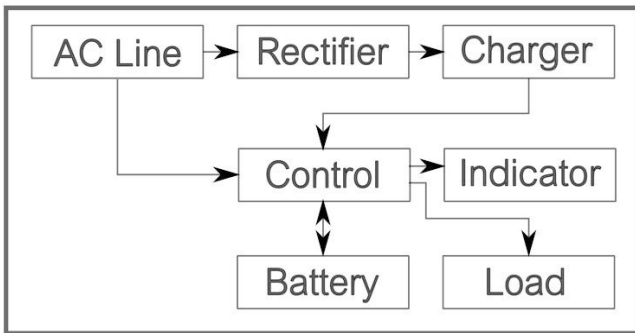 AC Line
Rectifier
Charger
Control
Indicator
Battery
Load